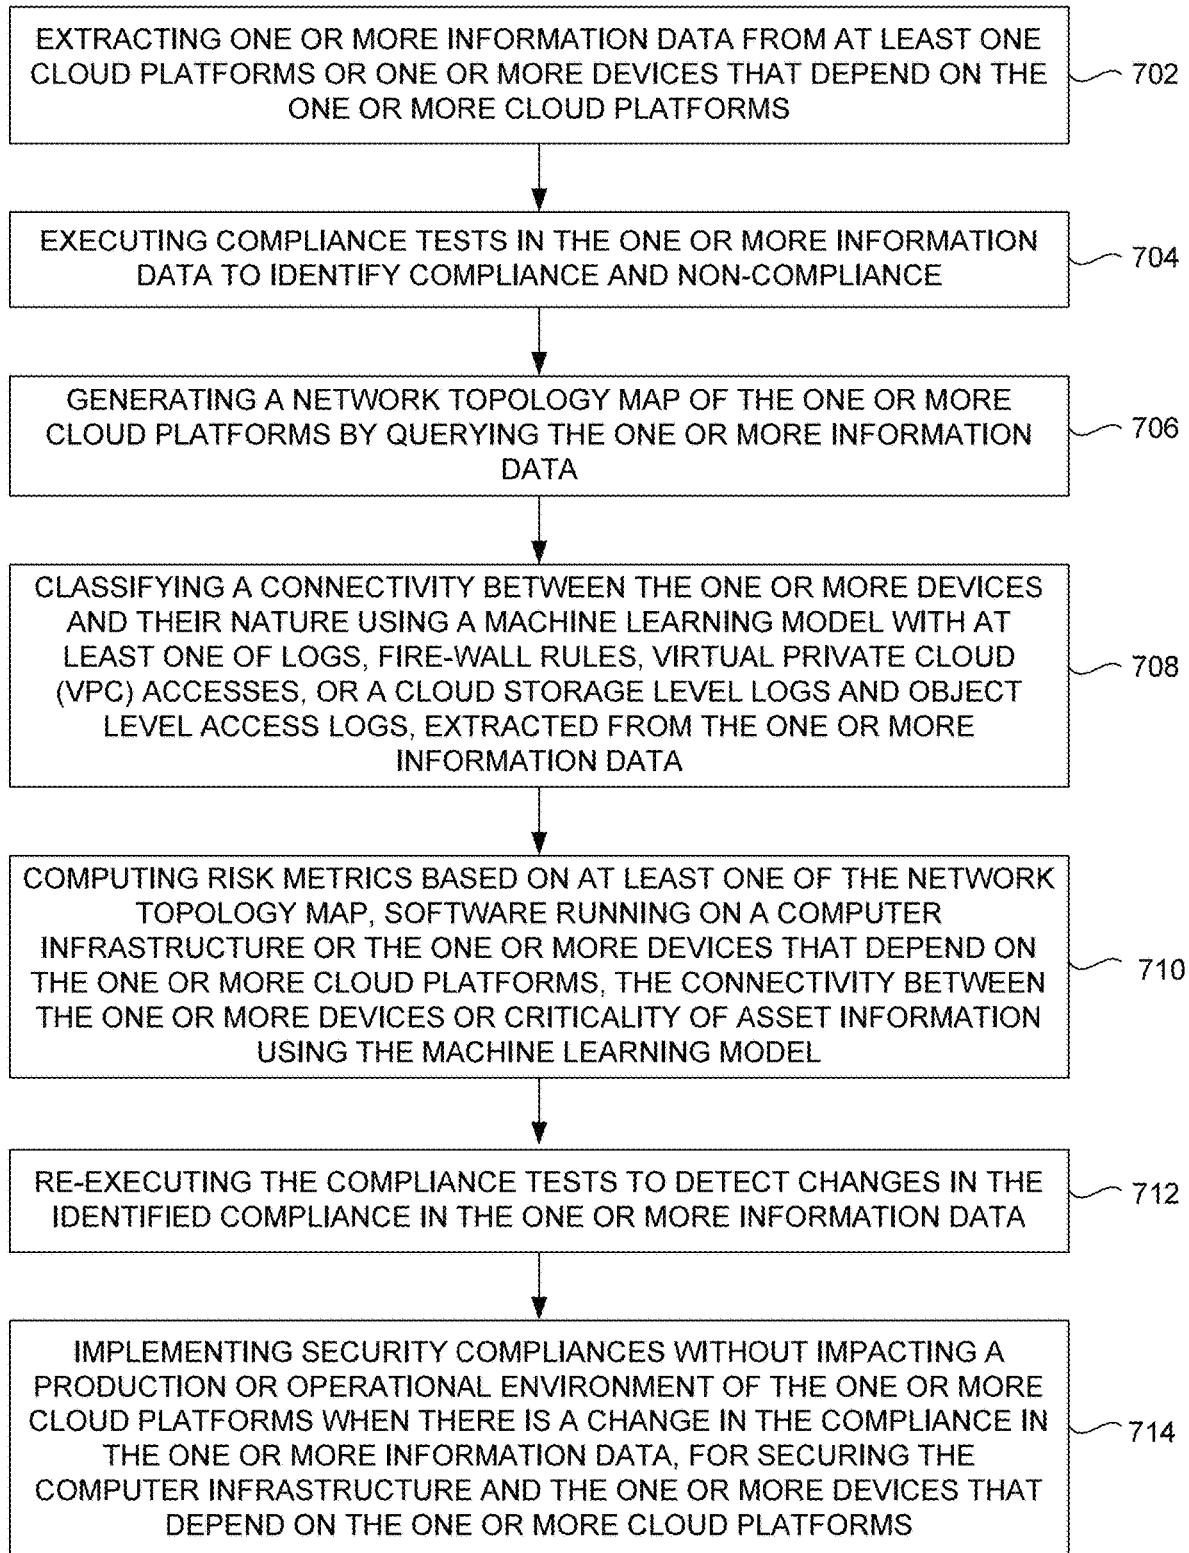 EXTRACTING ONE OR MORE INFORMATION DATA FROM AT LEAST ONE
CLOUD PLATFORMS OR ONE OR MORE DEVICES THAT DEPEND ON THE
ONE OR MORE CLOUD PLATFORMS
702
EXECUTING COMPLIANCE TESTS IN THE ONE OR MORE INFORMATION
DATA TO IDENTIFY COMPLIANCE AND NON-COMPLIANCE
704
GENERATING A NETWORK TOPOLOGY MAP OF THE ONE OR MORE
CLOUD PLATFORMS BY QUERYING THE ONE OR MORE INFORMATION
DATA
706
CLASSIFYING A CONNECTIVITY BETWEEN THE ONE OR MORE DEVICES
AND THEIR NATURE USING A MACHINE LEARNING MODEL WITH AT
LEAST ONE OF LOGS, FIRE-WALL RULES, VIRTUAL PRIVATE CLOUD
(VPC) ACCESSES, OR A CLOUD STORAGE LEVEL LOGS AND OBJECT
LEVEL ACCESS LOGS, EXTRACTED FROM THE ONE OR MORE
INFORMATION DATA
708
COMPUTING RISK METRICS BASED ON AT LEAST ONE OF THE NETWORK
TOPOLOGY MAP, SOFTWARE RUNNING ON A COMPUTER
INFRASTRUCTURE OR THE ONE OR MORE DEVICES THAT DEPEND ON
THE ONE OR MORE CLOUD PLATFORMS, THE CONNECTIVITY BETWEEN
THE ONE OR MORE DEVICES OR CRITICALITY OF ASSET INFORMATION
USING THE MACHINE LEARNING MODEL
710
RE-EXECUTING THE COMPLIANCE TESTS TO DETECT CHANGES IN THE
IDENTIFIED COMPLIANCE IN THE ONE OR MORE INFORMATION DATA
712
IMPLEMENTING SECURITY COMPLIANCES WITHOUT IMPACTING A
PRODUCTION OR OPERATIONAL ENVIRONMENT OF THE ONE OR MORE
CLOUD PLATFORMS WHEN THERE IS A CHANGE IN THE COMPLIANCE IN
THE ONE OR MORE INFORMATION DATA, FOR SECURING THE
COMPUTER INFRASTRUCTURE AND THE ONE OR MORE DEVICES THAT
DEPEND ON THE ONE OR MORE CLOUD PLATFORMS
714